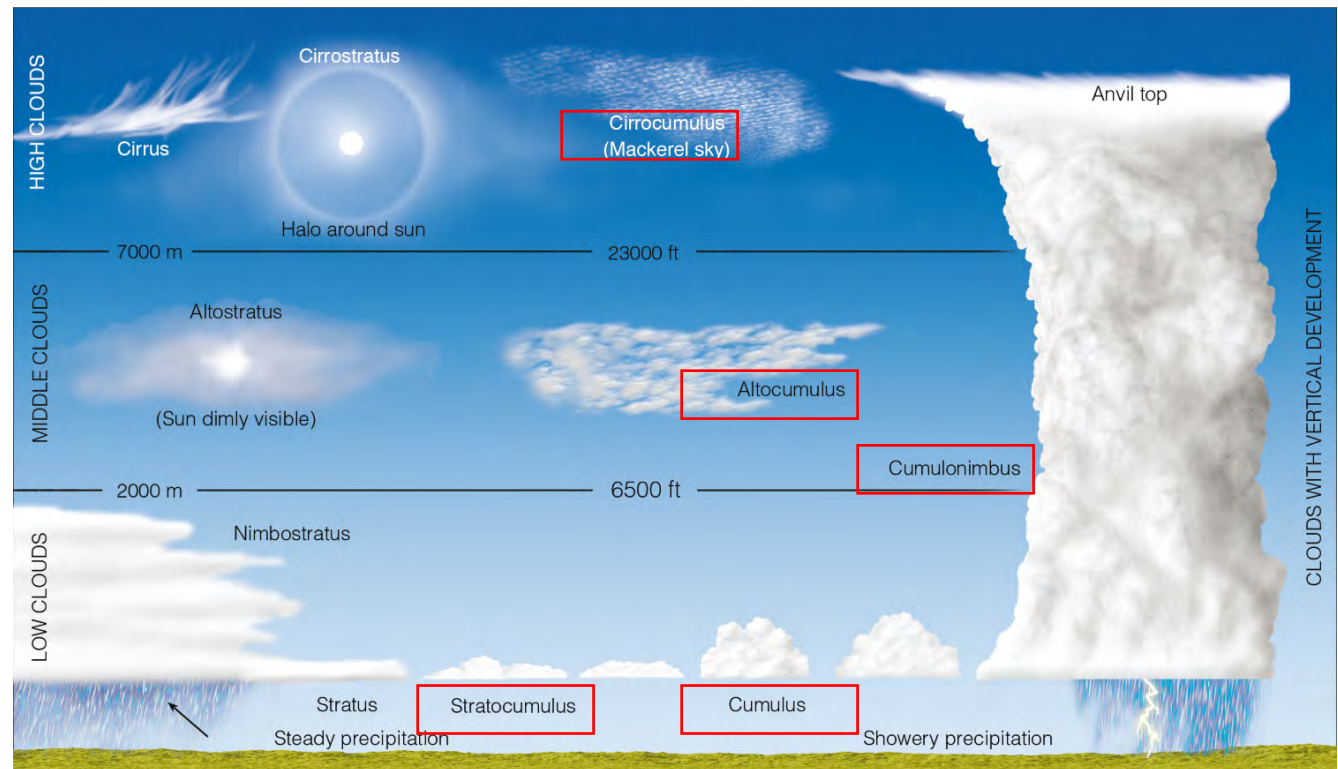 HIGH CLOUDS
Cirrus
Cirrostratus
Halo around sun
Cirrocumulus
(Mackerel sky)
Anvil top
7000 m
23000 ft
MIDDLE CLOUDS
Altostratus
(Sun dimly visible)
Altocumulus
Cumulonimbus
2000 m
6500 ft
LOW CLOUDS
Nimbostratus
Stratus
Stratocumulus
Cumulus
Steady precipitation
Showery precipitation
CLOUDS WITH VERTICAL DEVELOPMENT